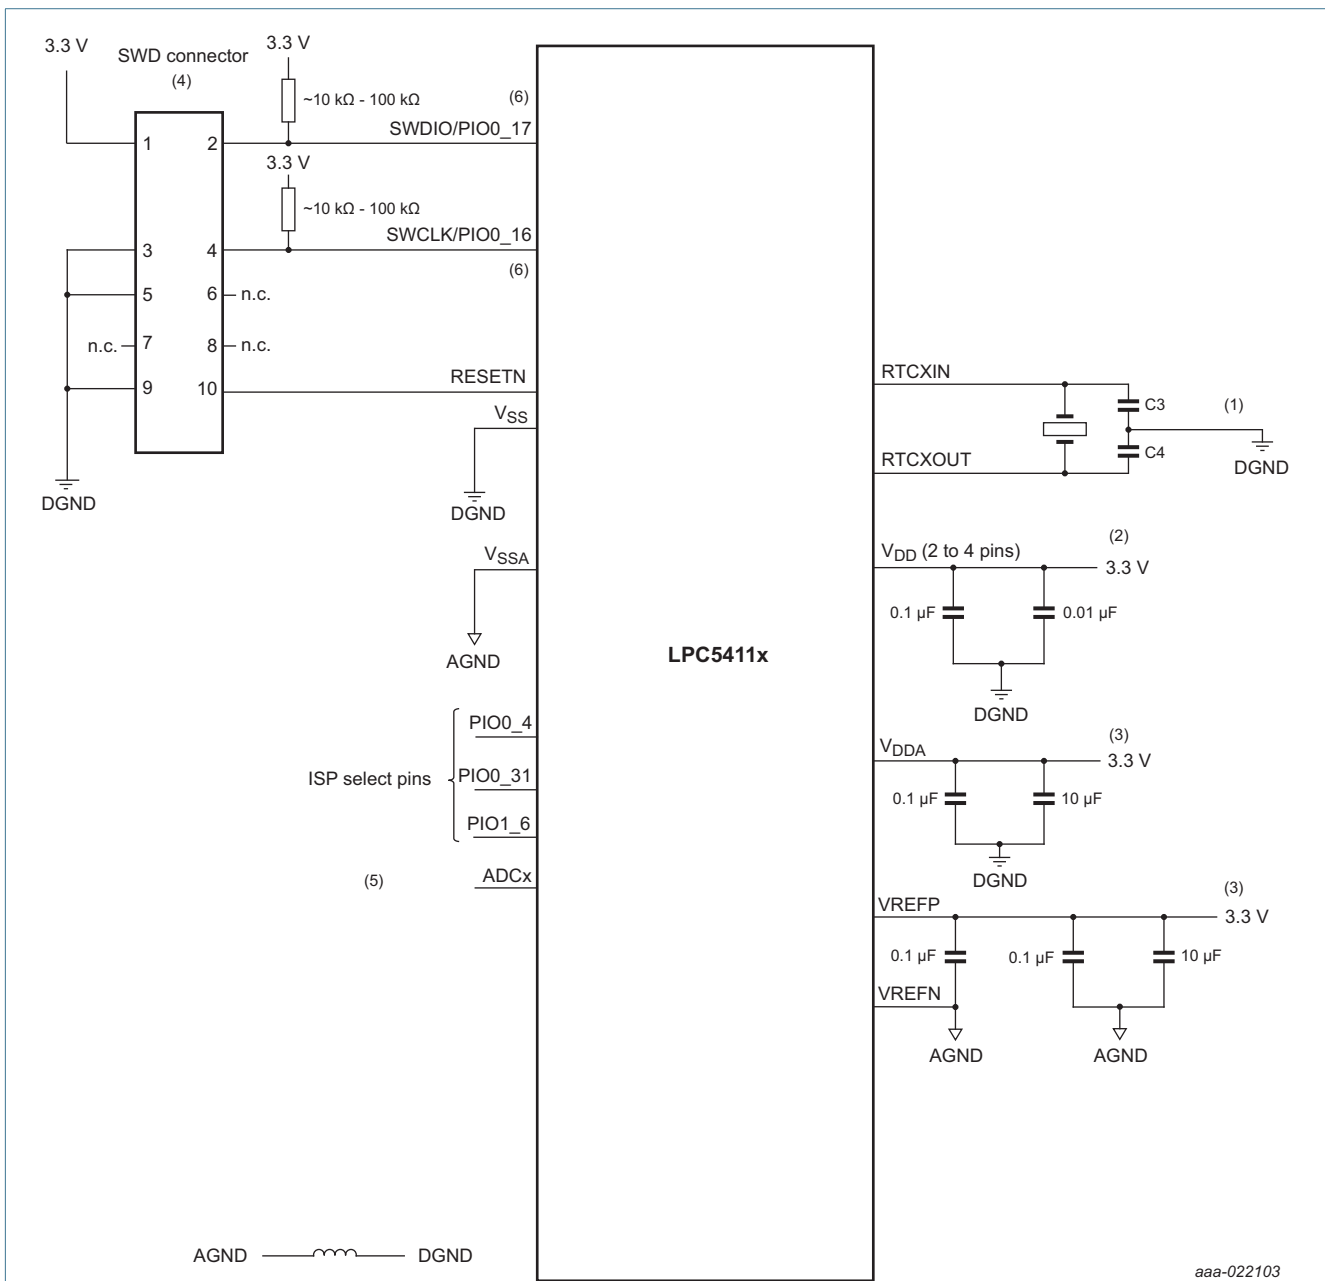 3.3 V
SWD connector
(4)
3.3 V
~10 kΩ - 100 kΩ
(6)
SWDIO/PIO0_17
1
2
3.3 V
~10 kΩ - 100 kΩ
SWCLK/PIO0_16
3
4
(6)
5
6
n.c.
n.c.
7
8
n.c.
9
10
RESETN
DGND
VSS
DGND
VSSA
AGND
PIO0_4
ISP select pins
PIO0_31
PIO1_6
(5)
ADCx
LPC5411x
RTCXIN
C3
(1)
RTCXOUT
C4
DGND
VDD (2 to 4 pins)
(2)
3.3 V
0.1 µF
0.01 µF
DGND
VDDA
(3)
3.3 V
0.1 µF
10 µF
DGND
VREFP
(3)
3.3 V
0.1 µF
0.1 µF
10 µF
VREFN
AGND
AGND
AGND
DGND
aaa-022103